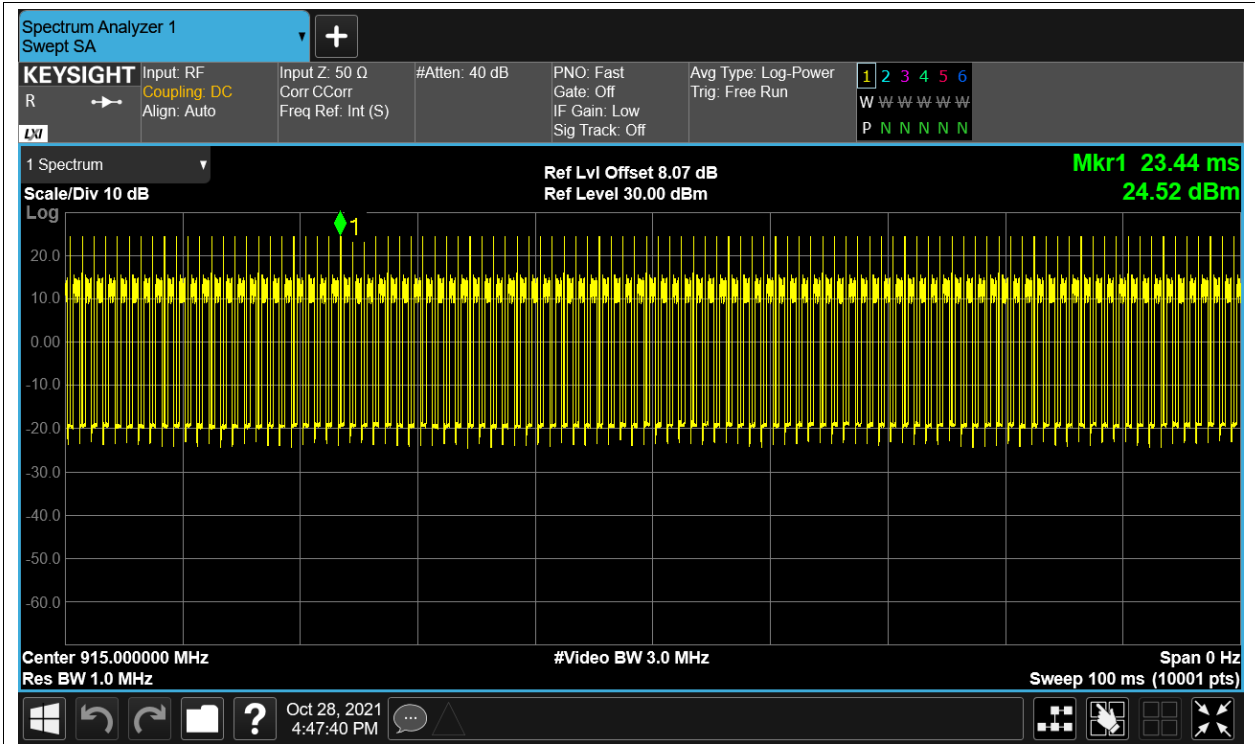 Spectrum Analyzer 1
Swept SA
KEYSIGHT
R
LXI
Input: RF
Coupling: DC
Align: Auto
Input Z: 50 Ω
Corr CCorr
Freq Ref: Int (S)
#Atten: 40 dB
PNO: Fast
Gate: Off
IF Gain: Low
Sig Track: Off
Avg Type: Log-Power
Trig: Free Run
1 2 3 4 5 6
W W W W W W
P N N N N N
1 Spectrum
Scale/Div 10 dB
Log
Ref Lvl Offset 8.07 dB
Ref Level 30.00 dBm
Mkr1 23.44 ms
24.52 dBm
1
20.0
10.0
0.00
-10.0
-20.0
-30.0
-40.0
-50.0
-60.0
Center 915.000000 MHz
Res BW 1.0 MHz
#Video BW 3.0 MHz
Span 0 Hz
Sweep 100 ms (10001 pts)
?
Oct 28, 2021
4:47:40 PM